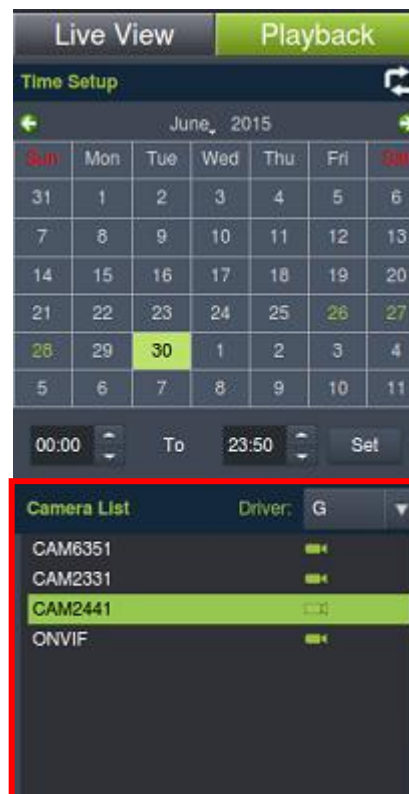 Live View Playback
Time Setup
June 2015
Sun Mon Tue Wed Thu Fri Sat
31 1 2 3 4 5 6
7 8 9 10 11 12 13
14 15 16 17 18 19 20
21 22 23 24 25 26 27
28 29 30 1 2 3 4
5 6 7 8 9 10 11
00:00 To 23:50 Set
Camera List Driver: G
CAM6351
CAM2331
CAM2441
ONVIF